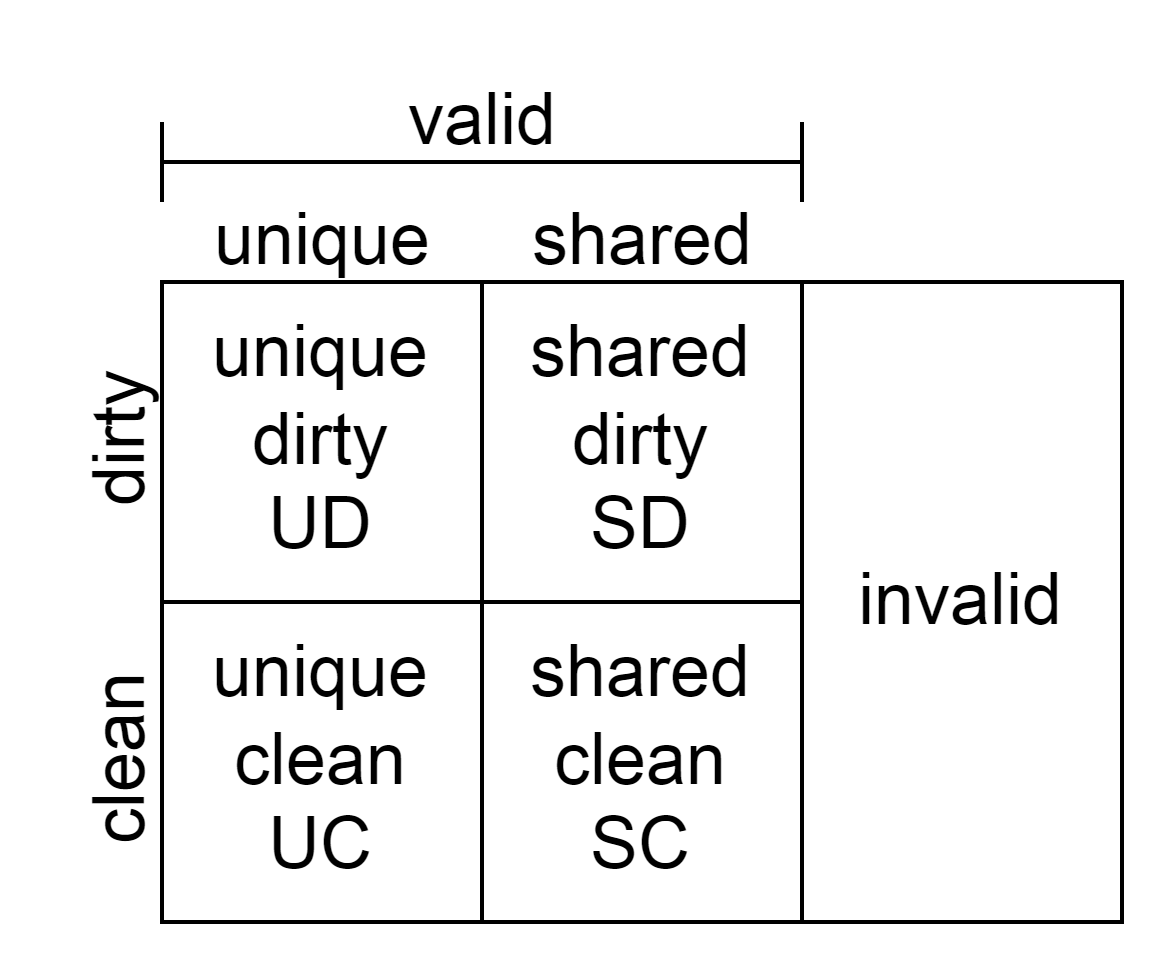 valid
unique shared
dirty
unique
dirty
UD
shared
dirty
SD
invalid
clean
unique
clean
UC
shared
clean
SC